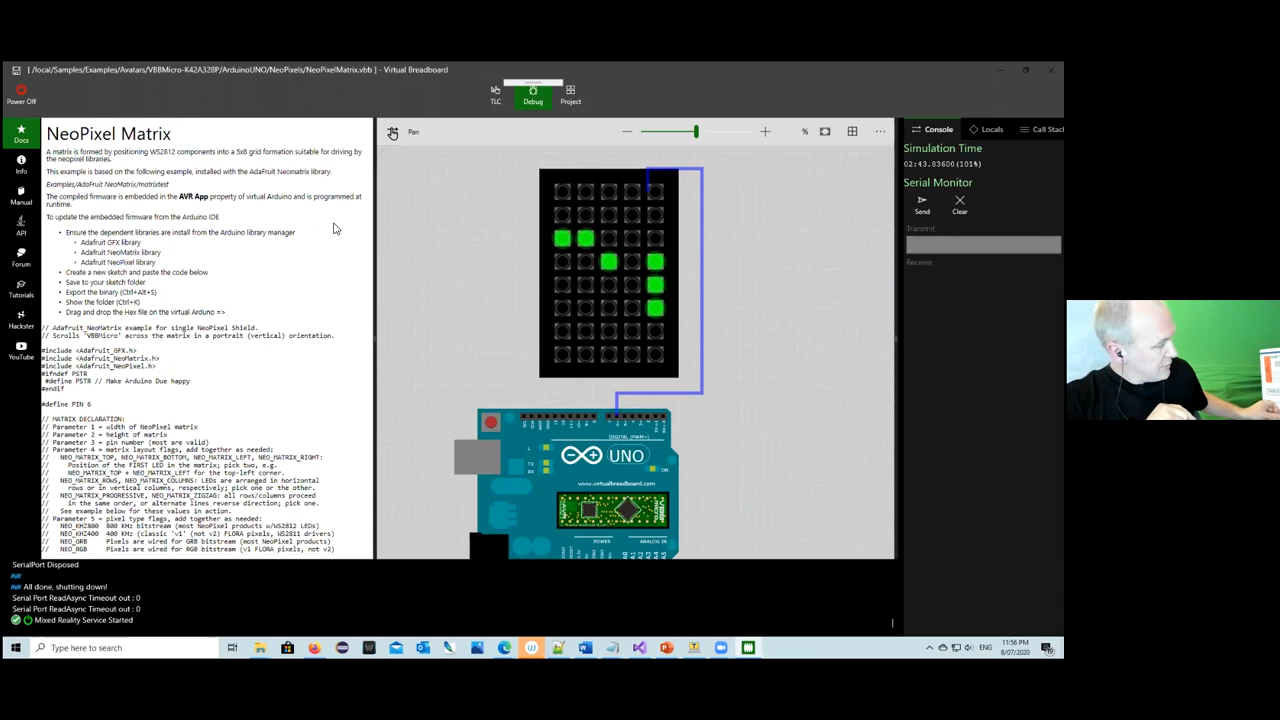 [ /local/Samples/Examples/Avatars/VBBMicro-K42A328P/ArduinoUNO/NeoPixels/NeoPixelMatrix.vbb ] - Virtual Breadboard
Power Off
TLC
Debug
Project
Docs
Info
Manual
API
Forum
Tutorials
Hackster
YouTube
NeoPixel Matrix
A matrix is formed by positioning WS2812 components into a 5x8 grid formation suitable for driving by
the neopixel libraries.
This example is based on the following example, installed with the AdaFruit Neomatrix library.
Examples/AdaFruit NeoMatrix/matrixtest
The compiled firmware is embedded in the AVR App property of virtual Arduino and is programmed at
runtime.
To update the embedded firmware from the Arduino IDE
• Ensure the dependent libraries are install from the Arduino library manager
• Adafruit GFX library
• Adafruit NeoMatrix library
• Adafruit NeoPixel library
• Create a new sketch and paste the code below
• Save to your sketch folder
• Export the binary (Ctrl+Alt+S)
• Show the folder (Ctrl+K)
• Drag and drop the Hex file on the virtual Arduno =>
// Adafruit_NeoMatrix example for single NeoPixel Shield.
// Scrolls 'VBBMicro' across the matrix in a portrait (vertical) orientation.
#include <Adafruit_GFX.h>
#include <Adafruit_NeoMatrix.h>
#include <Adafruit_NeoPixel.h>
#ifndef PSTR
#define PSTR // Make Arduino Due happy
#endif
#define PIN 6
// MATRIX DECLARATION:
// Parameter 1 = width of NeoPixel matrix
// Parameter 2 = height of matrix
// Parameter 3 = pin number (most are valid)
// Parameter 4 = matrix layout flags, add together as needed:
// NEO_MATRIX_TOP, NEO_MATRIX_BOTTOM, NEO_MATRIX_LEFT, NEO_MATRIX_RIGHT:
// Position of the FIRST LED in the matrix; pick two, e.g.
// NEO_MATRIX_TOP + NEO_MATRIX_LEFT for the top-left corner.
// NEO_MATRIX_ROWS, NEO_MATRIX_COLUMNS: LEDs are arranged in horizontal
// rows or in vertical columns, respectively; pick one or the other.
// NEO_MATRIX_PROGRESSIVE, NEO_MATRIX_ZIGZAG: all rows/columns proceed
// in the same order, or alternate lines reverse direction; pick one.
// See example below for these values in action.
// Parameter 5 = pixel type flags, add together as needed:
// NEO_KHZ800 800 KHz bitstream (most NeoPixel products w/WS2812 LEDs)
// NEO_KHZ400 400 KHz (classic 'v1' (not v2) FLORA pixels, WS2811 drivers)
// NEO_GRB Pixels are wired for GRB bitstream (most NeoPixel products)
// NEO_RGB Pixels are wired for RGB bitstream (v1 FLORA pixels, not v2)
Pan
%
DIGITAL (PWM~)
L
TX
RX
UNO
ON
www.virtualbreadboard.com
POWER
ANALOG IN
Console
Locals
Call Stack
Simulation Time
02:43.83600(101%)
Serial Monitor
Send
Clear
Transmit
Receive
SerialPort Disposed
All done, shutting down!
Serial Port ReadAsync Timeout out : 0
Serial Port ReadAsync Timeout out : 0
Mixed Reality Service Started
Type here to search
ENG
11:56 PM
8/07/2020